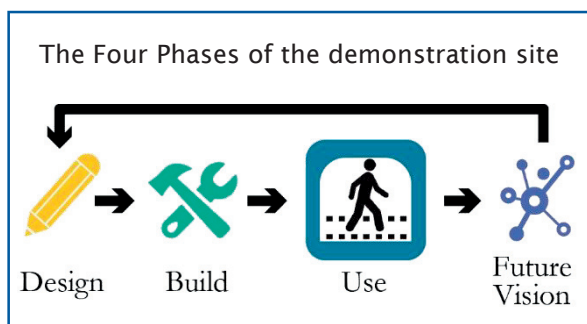 The Four Phases of the demonstration site
Design
Build
Use
Future
Vision